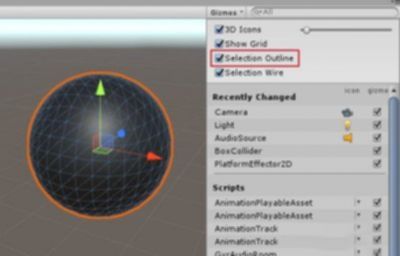 Gizmos
All
3D Icons
Show Grid
Selection Outline
Selection Wire
Recently Changed
icon
gizmo
Camera
Light
AudioSource
BoxCollider
PlatformEffector2D
Scripts
AnimationPlayableAsset
AnimationPlayableAsset
AnimationTrack
AnimationTrack
GvrAudioRoom